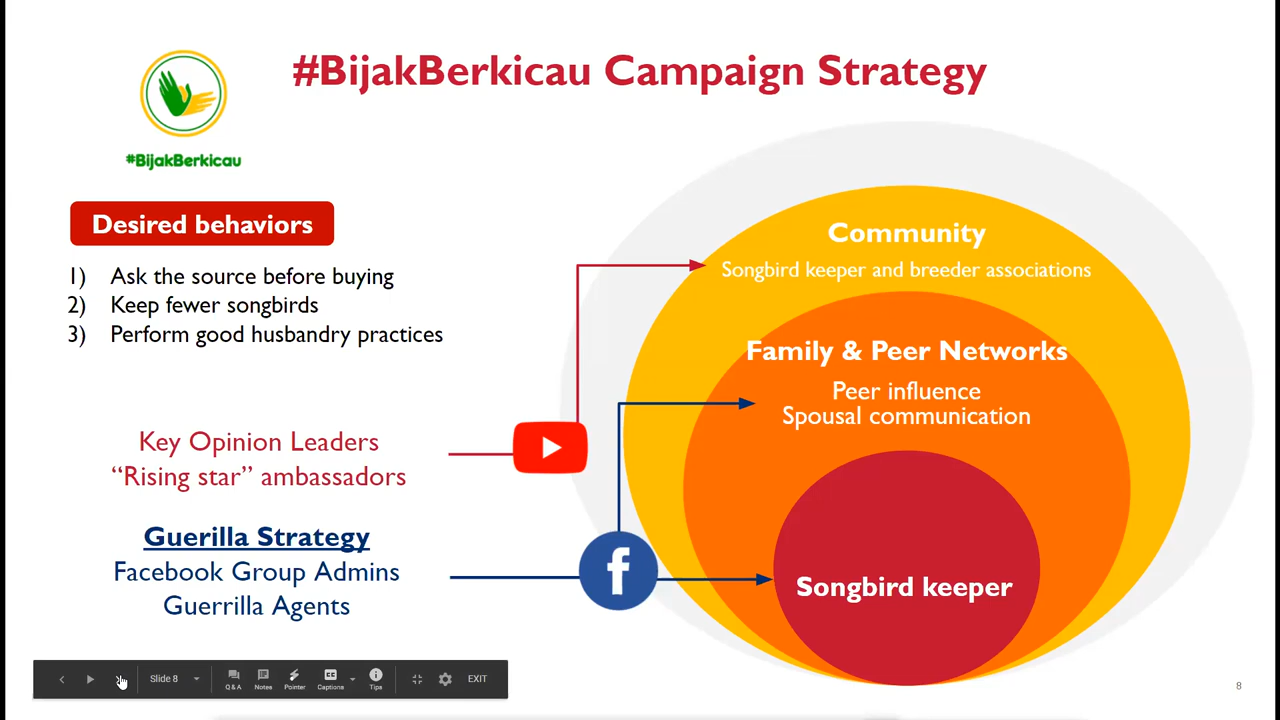 #BijakBerkicau Campaign Strategy
#BijakBerkicau
Desired behaviors
1) Ask the source before buying
2) Keep fewer songbirds
3) Perform good husbandry practices
Key Opinion Leaders
“Rising star” ambassadors
Guerilla Strategy
Facebook Group Admins
Guerrilla Agents
Community
Songbird keeper and breeder associations
Family & Peer Networks
Peer influence
Spousal communication
f
Songbird keeper
Slide 8
Q&A
Notes
Pointer
Captions
Tips
EXIT
8